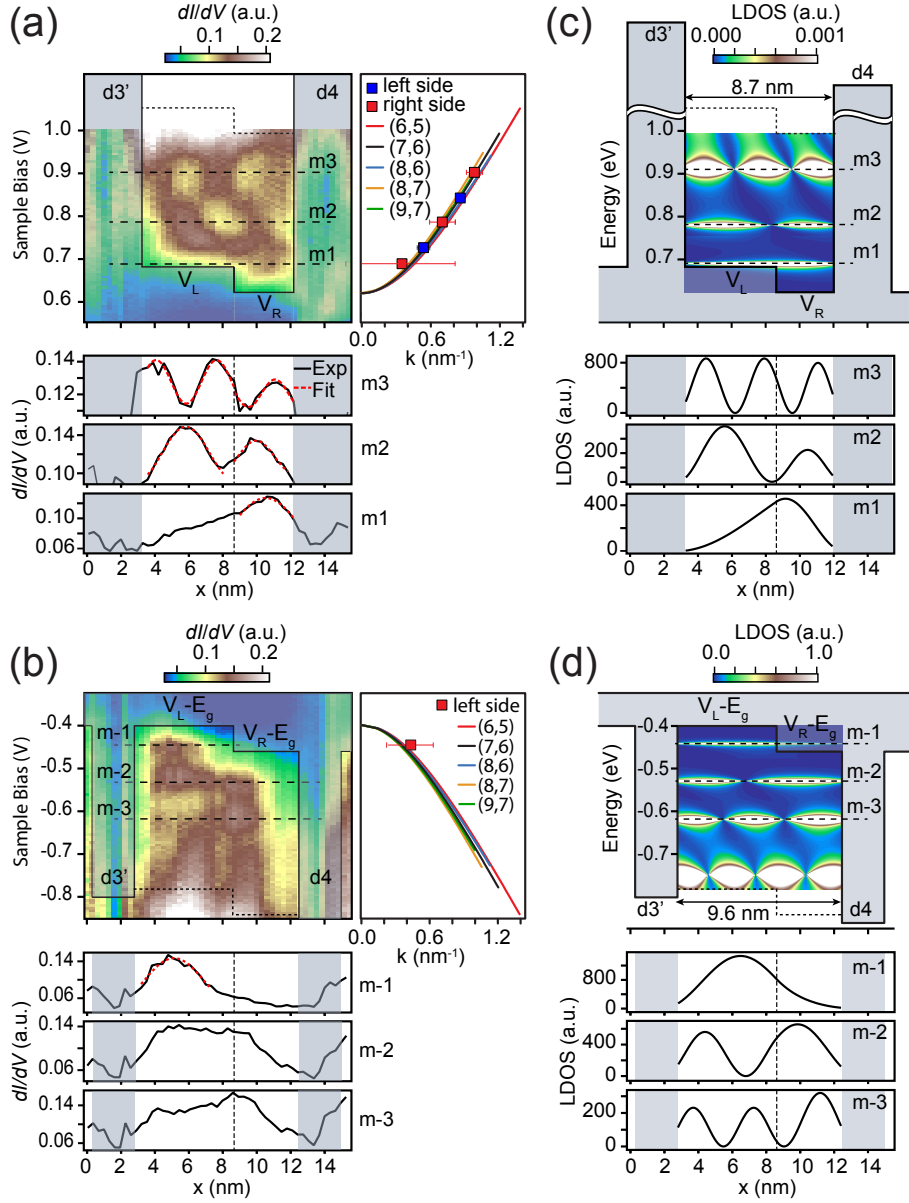 (a)
dI/dV (a.u.)
0.1 0.2
d3' d4
Sample Bias (V)
1.0
0.9
0.8
0.7
0.6
m3
m2
m1
V_L
V_R
left side
right side
(6,5)
(7,6)
(8,6)
(8,7)
(9,7)
0.0 0.6 1.2
k (nm⁻¹)
dI/dV (a.u.)
0.14
0.12
m3
Exp
Fit
0.14
0.10
m2
0.10
0.06
m1
0 2 4 6 8 10 12 14
x (nm)
(c)
LDOS (a.u.)
0.000 0.001
d3'
d4
8.7 nm
Energy (eV)
1.0
0.9
0.8
0.7
0.6
m3
m2
m1
V_L
V_R
LDOS (a.u.)
800
0
m3
200
0
m2
400
0
m1
0 2 4 6 8 10 12 14
x (nm)
(b)
dI/dV (a.u.)
0.1 0.2
V_L-E_g
V_R-E_g
Sample Bias (V)
-0.4
-0.5
-0.6
-0.7
-0.8
m-1
m-2
m-3
d3'
d4
left side
(6,5)
(7,6)
(8,6)
(8,7)
(9,7)
0.0 0.6 1.2
k (nm⁻¹)
dI/dV (a.u.)
0.14
0.06
m-1
0.14
0.06
m-2
0.14
0.06
m-3
0 2 4 6 8 10 12 14
x (nm)
(d)
LDOS (a.u.)
0.0 1.0
V_L-E_g
V_R-E_g
Energy (eV)
-0.4
-0.5
-0.6
-0.7
m-1
m-2
m-3
d3'
d4
9.6 nm
LDOS (a.u.)
800
0
m-1
400
0
m-2
200
0
m-3
0 2 4 6 8 10 12 14
x (nm)